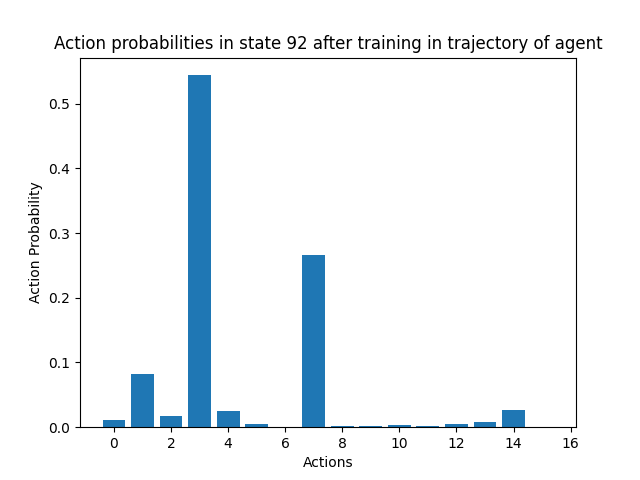 Action probabilities in state 92 after training in trajectory of agent
0.5
0.4
0.3
0.2
0.1
0.0
Action Probability
0 2 4 6 8 10 12 14 16
Actions